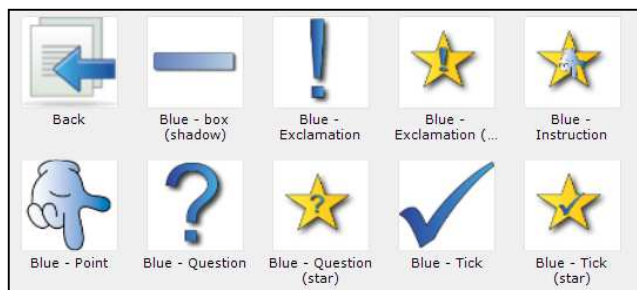 Back
Blue - box
(shadow)
Blue -
Exclamation
Blue -
Exclamation (...
Blue -
Instruction
Blue - Point
Blue - Question
Blue - Question
(star)
Blue - Tick
Blue - Tick
(star)